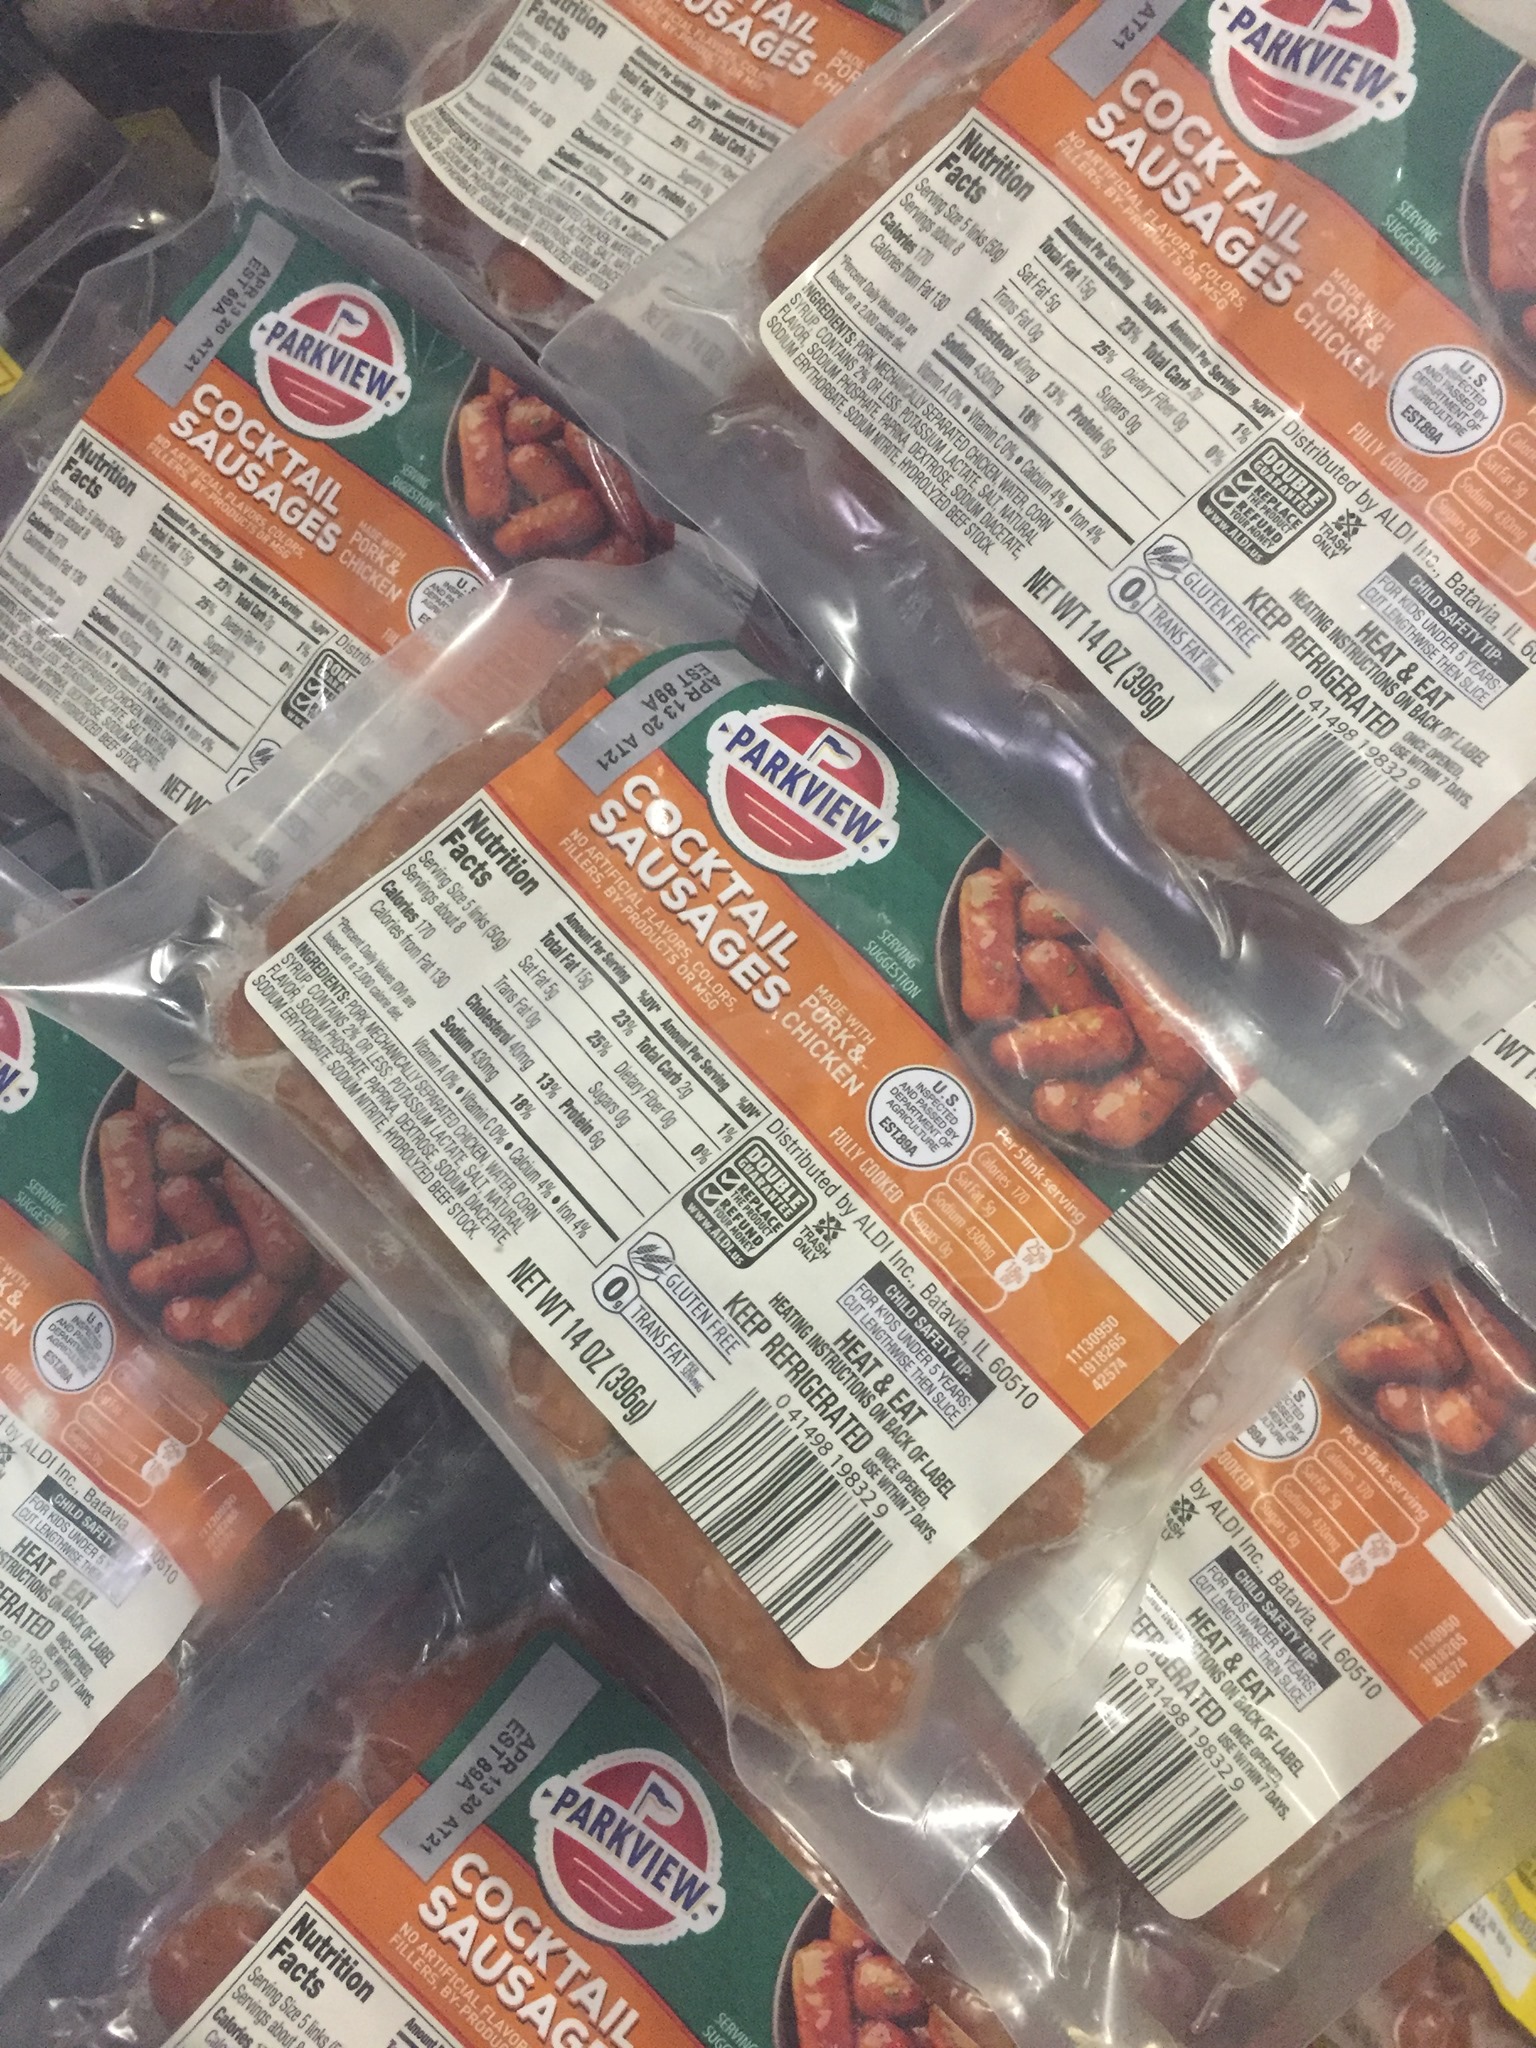 APR 13 20 AT21
EST 89A
PARKVIEW.
COCKTAIL
SAUSAGES
NO ARTIFICIAL FLAVORS, COLORS,
FILLERS, BY-PRODUCTS OR MSG.
MADE WITH
PORK &
CHICKEN
SERVING
SUGGESTION
U.S.
INSPECTED
AND PASSED BY
DEPARTMENT OF
AGRICULTURE
EST.89A
FULLY COOKED
Per 5 link serving
Calories 170
Sat Fat 5g 25% DV
Sodium 430mg 18% DV
Sugars 0g
11130950
1918265
42574
Nutrition
Facts
Serving Size 5 links (50g)
Servings about 8
Calories 170
Calories from Fat 130
*Percent Daily Values (DV) are
based on a 2,000 calorie diet.
Amount Per Serving %DV* Amount Per Serving %DV*
Total Fat 15g 23% Total Carb 2g 1%
Sat Fat 5g 25% Dietary Fiber 0g 0%
Trans Fat 0g Sugars 0g
Cholesterol 40mg 13% Protein 6g
Sodium 430mg 18%
Vitamin A 0% • Vitamin C 0% • Calcium 4% • Iron 4%
INGREDIENTS: PORK, MECHANICALLY SEPARATED CHICKEN, WATER, CORN
SYRUP, CONTAINS 2% OR LESS: POTASSIUM LACTATE, SALT, NATURAL
FLAVOR, SODIUM PHOSPHATE, PAPRIKA, DEXTROSE, SODIUM DIACETATE,
SODIUM ERYTHORBATE, SODIUM NITRITE, HYDROLYZED BEEF STOCK.
Distributed by ALDI Inc., Batavia, IL 60510
DOUBLE
GUARANTEE
REPLACE
THE PRODUCT
REFUND
YOUR MONEY
WWW.ALDI.US
TRASH
ONLY
CHILD SAFETY TIP:
FOR KIDS UNDER 5 YEARS:
CUT LENGTHWISE THEN SLICE
HEAT & EAT
HEATING INSTRUCTIONS ON BACK OF LABEL
KEEP REFRIGERATED ONCE OPENED,
USE WITHIN 7 DAYS.
GLUTEN FREE
0g TRANS FAT PER SERVING
NET WT 14 OZ (396g)
0 41498 19832 9